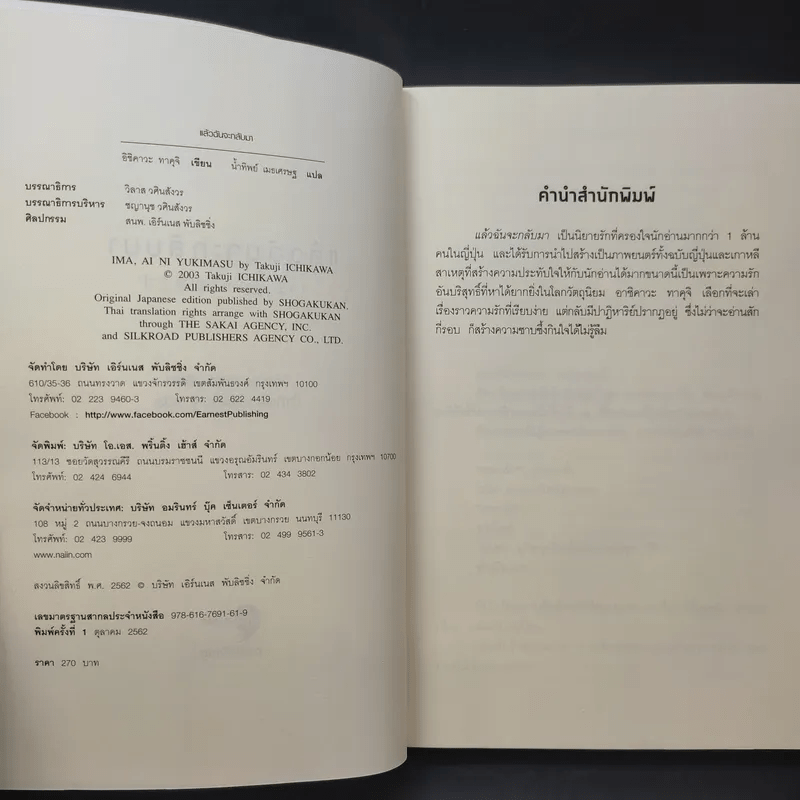 แล้วฉันจะกลับมา
อิชิคาวะ ทาคุจิ เขียน น้ำทิพย์ เมธเศรษฐ แปล
บรรณาธิการ วิลาส วศินสังวร
บรรณาธิการบริหาร ชญานุช วศินสังวร
ศิลปกรรม สนพ. เอิร์นเนส พับลิชชิ่ง
IMA, AI NI YUKIMASU by Takuji ICHIKAWA
© 2003 Takuji ICHIKAWA
All rights reserved.
Original Japanese edition published by SHOGAKUKAN.
Thai translation rights arrange with SHOGAKUKAN
through THE SAKAI AGENCY, INC.
and SILKROAD PUBLISHERS AGENCY CO., LTD.
จัดทำโดย บริษัท เอิร์นเนส พับลิชชิ่ง จำกัด
610/35-36 ถนนทรงวาด แขวงจักรวรรดิ เขตสัมพันธวงศ์ กรุงเทพฯ 10100
โทรศัพท์: 02 223 9460-3 โทรสาร: 02 622 4419
Facebook : http://www.facebook.com/EarnestPublishing
จัดพิมพ์: บริษัท โอ.เอส. พริ้นติ้ง เฮ้าส์ จำกัด
113/13 ซอยวัดสุวรรณคีรี ถนนบรมราชชนนี แขวงอรุณอัมรินทร์ เขตบางกอกน้อย กรุงเทพฯ 10700
โทรศัพท์: 02 424 6944 โทรสาร: 02 434 3802
จัดจำหน่ายทั่วประเทศ: บริษัท อมรินทร์ บุ๊ค เซ็นเตอร์ จำกัด
108 หมู่ 2 ถนนบางกรวย-จงถนอม แขวงมหาสวัสดิ์ เขตบางกรวย นนทบุรี 11130
โทรศัพท์: 02 423 9999 โทรสาร: 02 499 9561-3
www.naiin.com
สงวนลิขสิทธิ์ พ.ศ. 2562 © บริษัท เอิร์นเนส พับลิชชิ่ง จำกัด
เลขมาตรฐานสากลประจำหนังสือ 978-616-7691-61-9
พิมพ์ครั้งที่ 1 ตุลาคม 2562
ราคา 270 บาท
คำนำสำนักพิมพ์
แล้วฉันจะกลับมา เป็นนิยายรักที่ครองใจนักอ่านมากกว่า 1 ล้าน
คนในญี่ปุ่น และได้รับการนำไปสร้างเป็นภาพยนตร์ทั้งฉบับญี่ปุ่นและเกาหลี
สาเหตุที่สร้างความประทับใจให้กับนักอ่านได้มากขนาดนี้เป็นเพราะความรัก
อันบริสุทธิ์ที่หาได้ยากยิ่งในโลกวัตถุนิยม อาชิคาวะ ทาคุจิ เลือกที่จะเล่า
เรื่องราวความรักที่เรียบง่าย แต่กลับมีปาฏิหาริย์ปรากฏอยู่ ซึ่งไม่ว่าจะอ่านสัก
กี่รอบ ก็สร้างความซาบซึ้งกินใจได้ไม่รู้ลืม